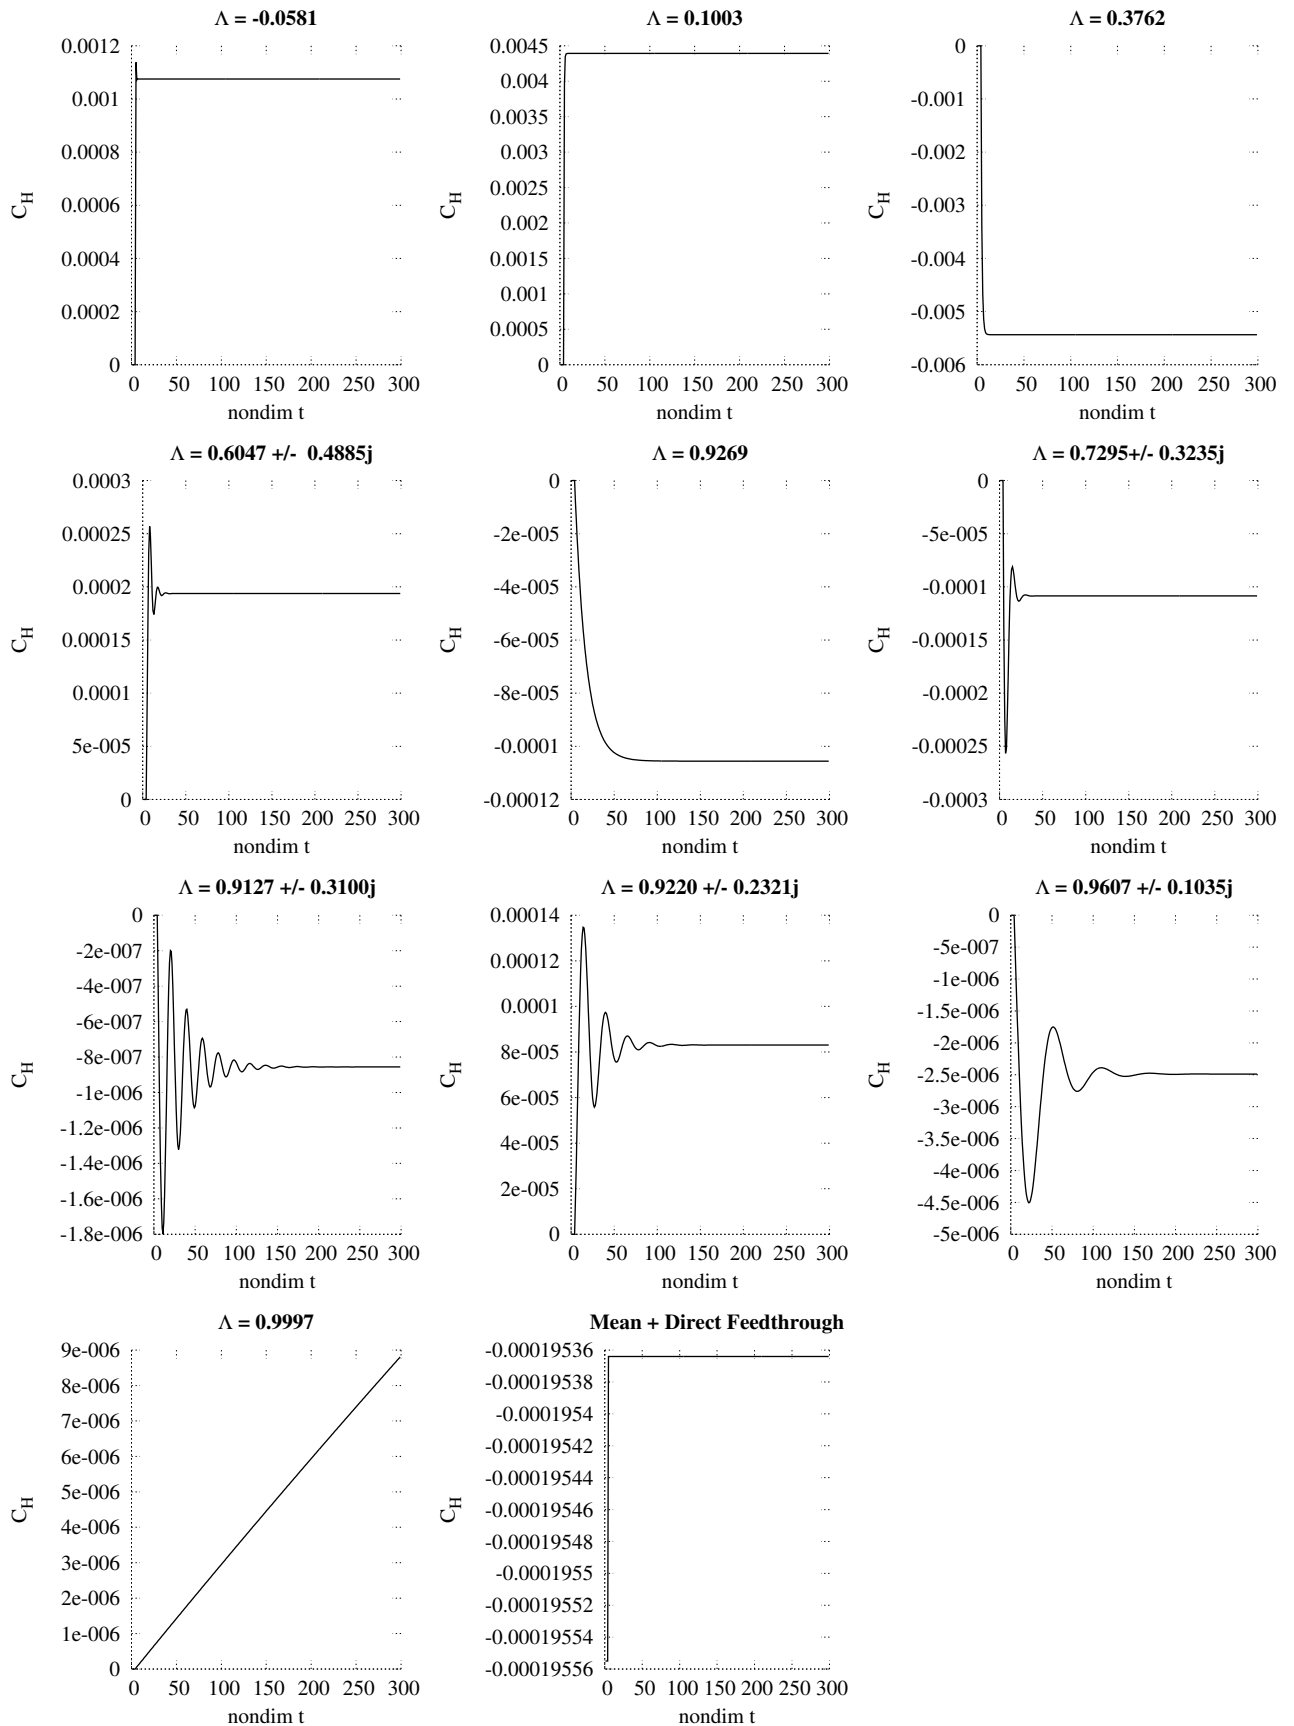 Λ = -0.0581
0.0012
0.001
0.0008
0.0006
0.0004
0.0002
0
C_H
0 50 100 150 200 250 300
nondim t
Λ = 0.1003
0.0045
0.004
0.0035
0.003
0.0025
0.002
0.0015
0.001
0.0005
0
C_H
0 50 100 150 200 250 300
nondim t
Λ = 0.3762
0
-0.001
-0.002
-0.003
-0.004
-0.005
-0.006
C_H
0 50 100 150 200 250 300
nondim t
Λ = 0.6047 +/- 0.4885j
0.0003
0.00025
0.0002
0.00015
0.0001
5e-005
0
C_H
0 50 100 150 200 250 300
nondim t
Λ = 0.9269
0
-2e-005
-4e-005
-6e-005
-8e-005
-0.0001
-0.00012
C_H
0 50 100 150 200 250 300
nondim t
Λ = 0.7295+/- 0.3235j
0
-5e-005
-0.0001
-0.00015
-0.0002
-0.00025
-0.0003
C_H
0 50 100 150 200 250 300
nondim t
Λ = 0.9127 +/- 0.3100j
0
-2e-007
-4e-007
-6e-007
-8e-007
-1e-006
-1.2e-006
-1.4e-006
-1.6e-006
-1.8e-006
C_H
0 50 100 150 200 250 300
nondim t
Λ = 0.9220 +/- 0.2321j
0.00014
0.00012
0.0001
8e-005
6e-005
4e-005
2e-005
0
C_H
0 50 100 150 200 250 300
nondim t
Λ = 0.9607 +/- 0.1035j
0
-5e-007
-1e-006
-1.5e-006
-2e-006
-2.5e-006
-3e-006
-3.5e-006
-4e-006
-4.5e-006
-5e-006
C_H
0 50 100 150 200 250 300
nondim t
Λ = 0.9997
9e-006
8e-006
7e-006
6e-006
5e-006
4e-006
3e-006
2e-006
1e-006
0
C_H
0 50 100 150 200 250 300
nondim t
Mean + Direct Feedthrough
-0.00019536
-0.00019538
-0.0001954
-0.00019542
-0.00019544
-0.00019546
-0.00019548
-0.0001955
-0.00019552
-0.00019554
-0.00019556
C_H
0 50 100 150 200 250 300
nondim t